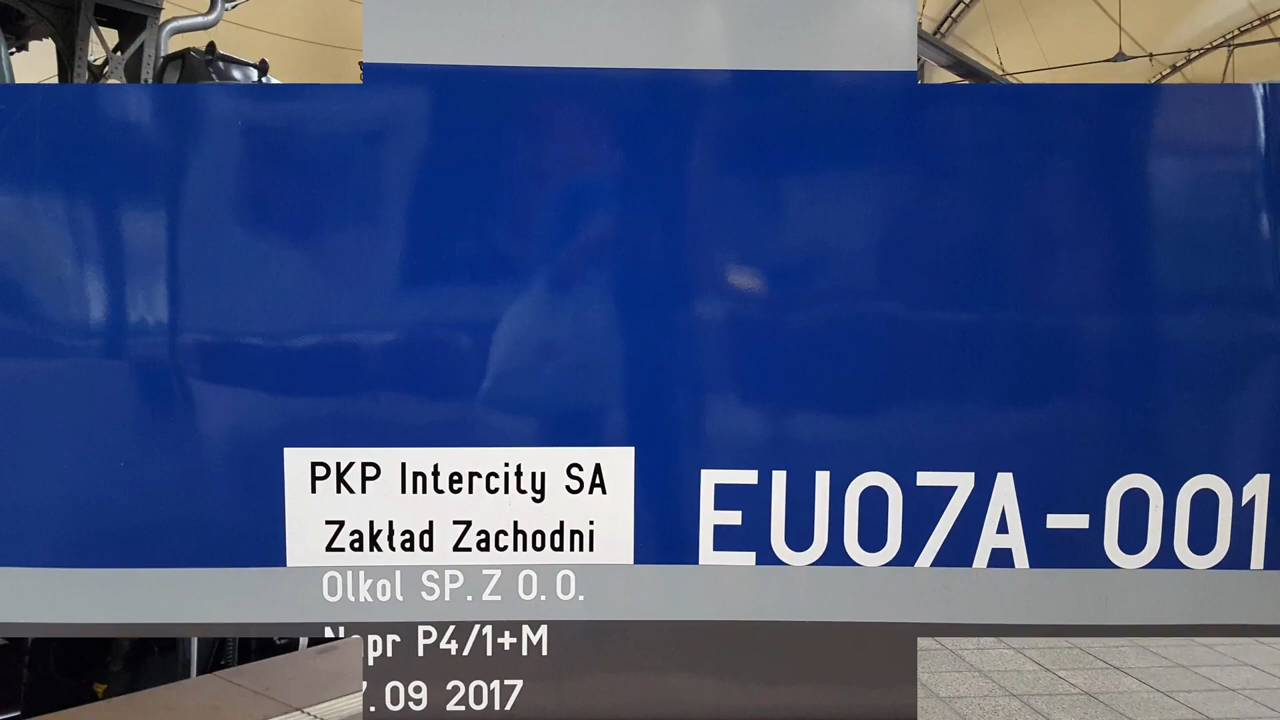 PKP Intercity SA
Zakład Zachodni
EU07A-001
Olkol SP. Z O.O.
P4/1+M
.09 2017